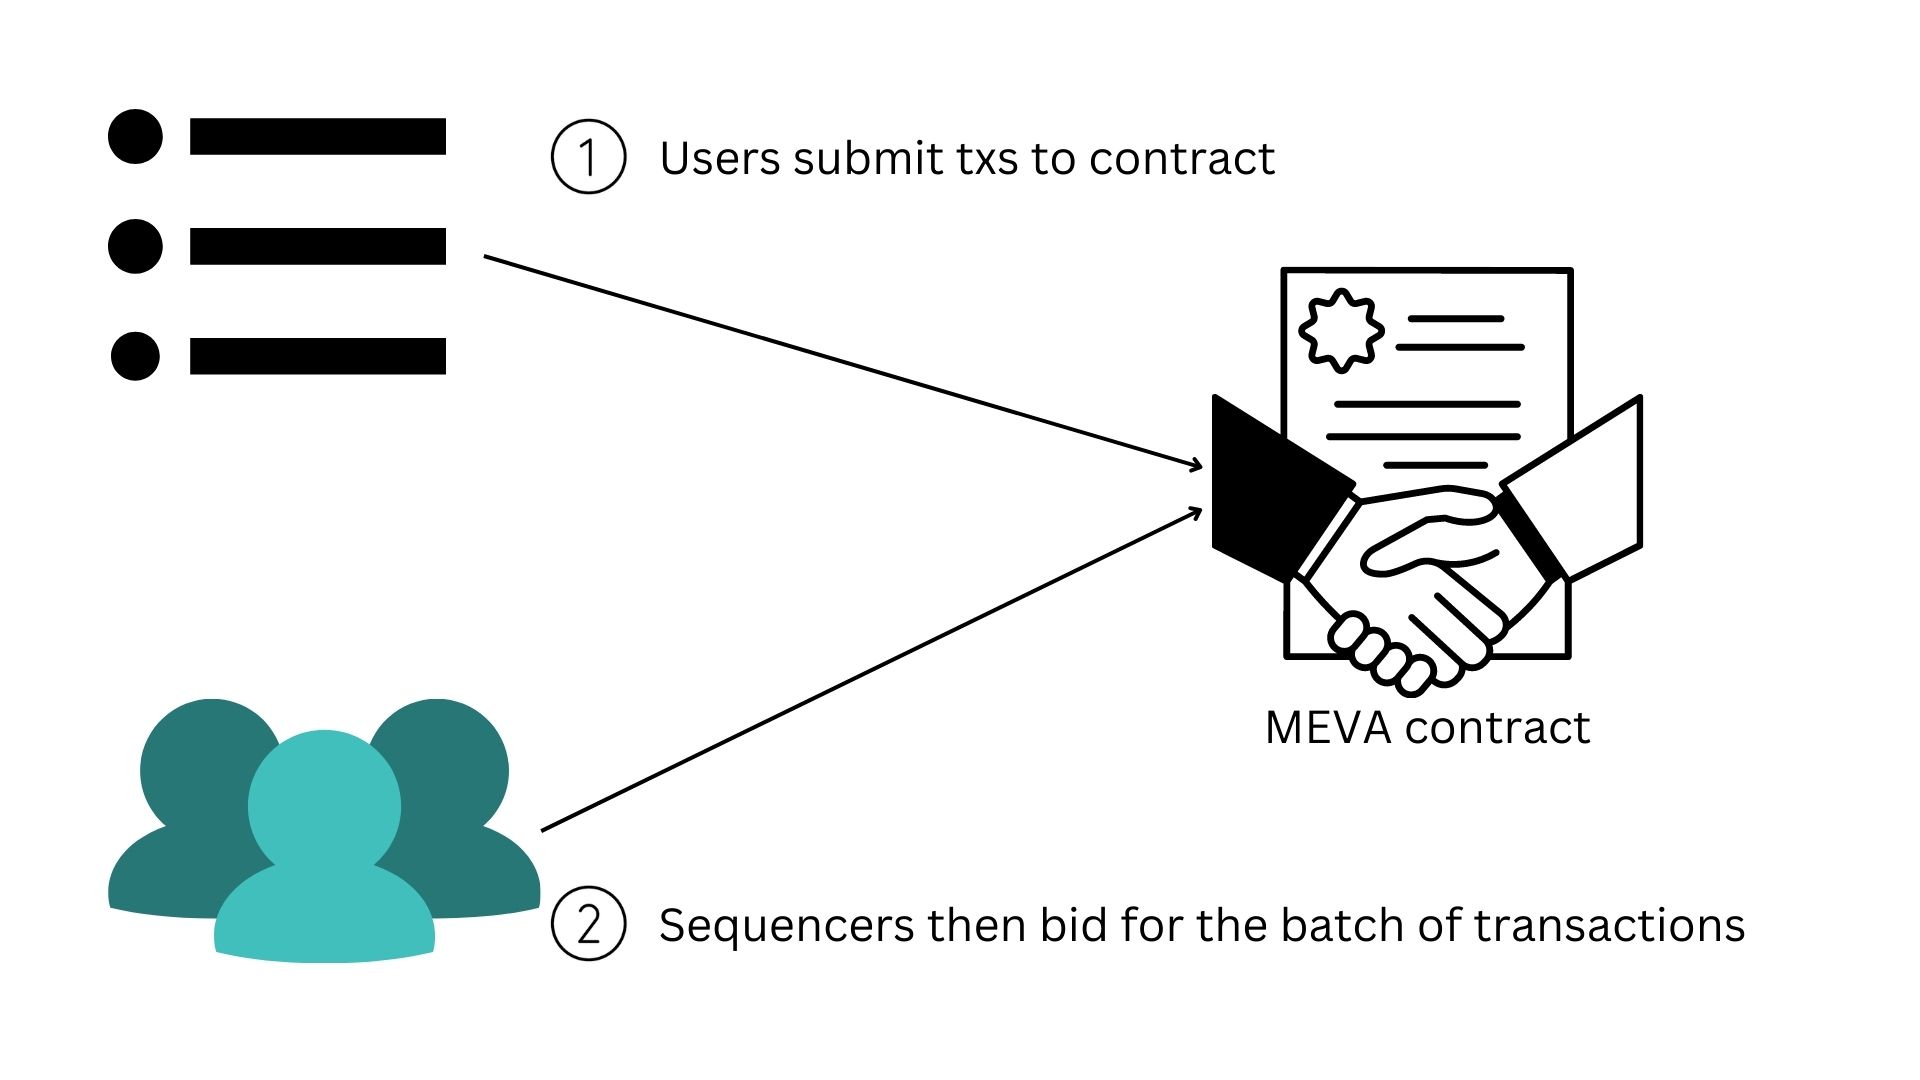 1 Users submit txs to contract
MEVA contract
2 Sequencers then bid for the batch of transactions